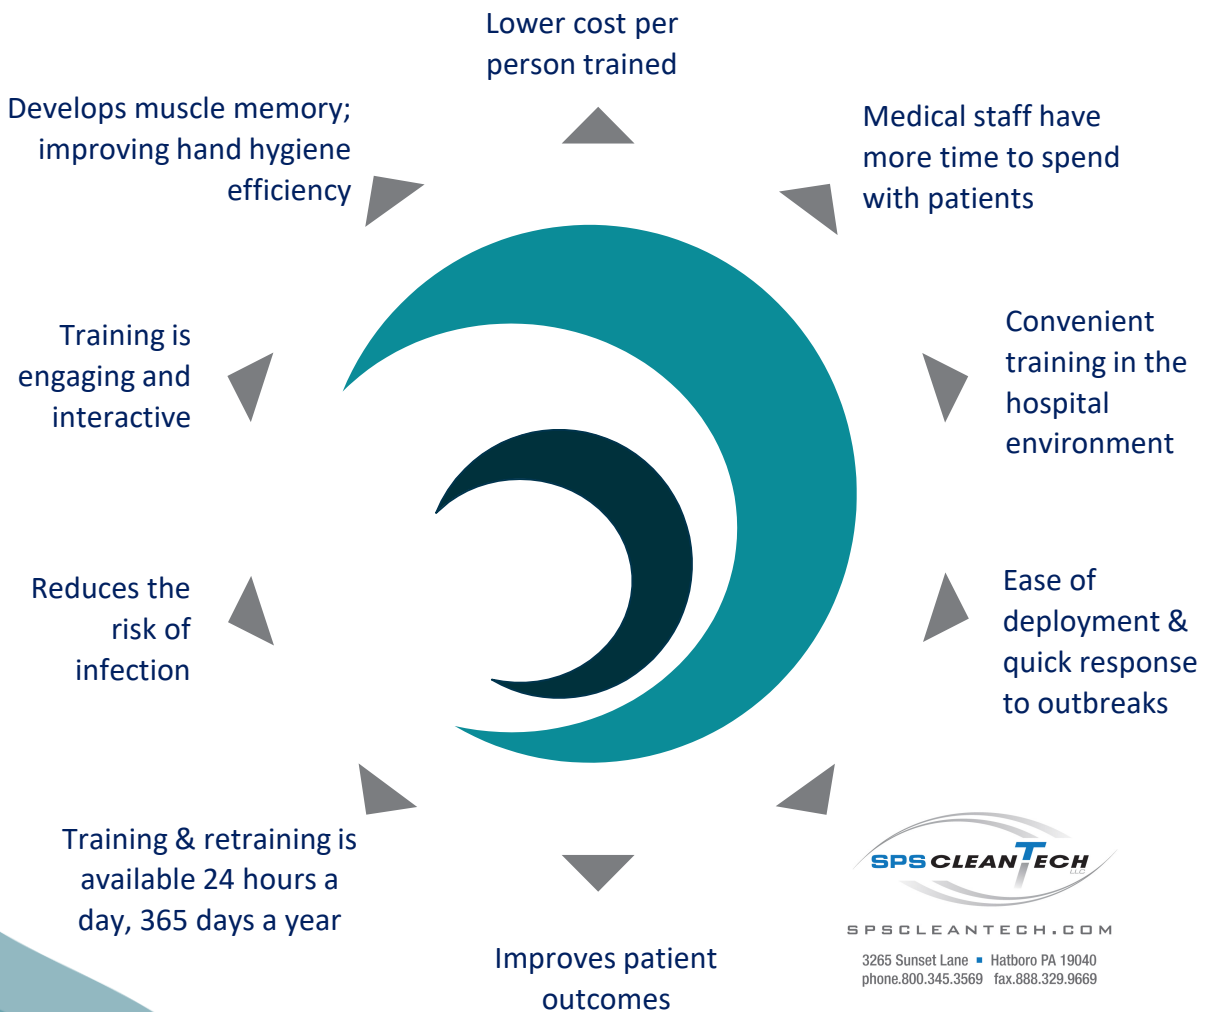 Lower cost per
person trained
Develops muscle memory;
improving hand hygiene
efficiency
Medical staff have
more time to spend
with patients
Training is
engaging and
interactive
Convenient
training in the
hospital
environment
Reduces the
risk of
infection
Ease of
deployment &
quick response
to outbreaks
Training & retraining is
available 24 hours a
day, 365 days a year
Improves patient
outcomes
SPS CLEANTECH LLC
SPSCLEANTECH.COM
3265 Sunset Lane ▪ Hatboro PA 19040
phone.800.345.3569 fax.888.329.9669